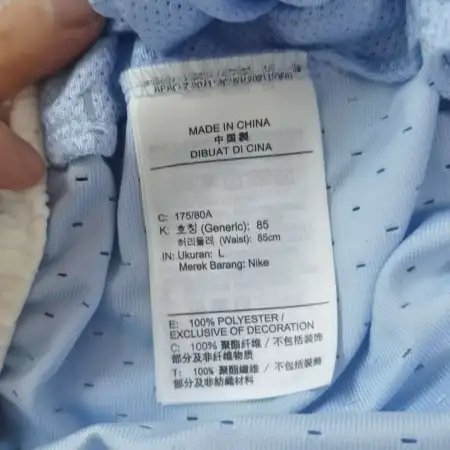 MADE IN CHINA
中国製
DIBUAT DI CINA
C: 175/80A
K: 호칭 (Generic): 85
허리둘레 (Waist): 85cm
IN: Ukuran: L
Merek Barang: Nike
E: 100% POLYESTER /
EXCLUSIVE OF DECORATION
C: 100% 聚酯纤维 / 不包括装饰
部分及非纤维物质
T: 100% 聚酯纖維 / 不包括裝飾
部分及非紡織材料